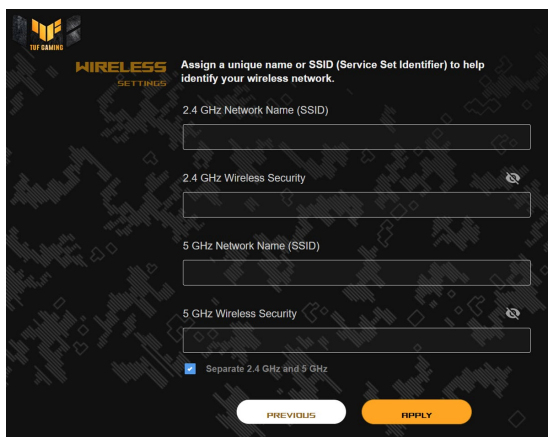 TUF GAMING
WIRELESS
SETTINGS
Assign a unique name or SSID (Service Set Identifier) to help
identify your wireless network.
2.4 GHz Network Name (SSID)
2.4 GHz Wireless Security
5 GHz Network Name (SSID)
5 GHz Wireless Security
Separate 2.4 GHz and 5 GHz
PREVIOUS
APPLY